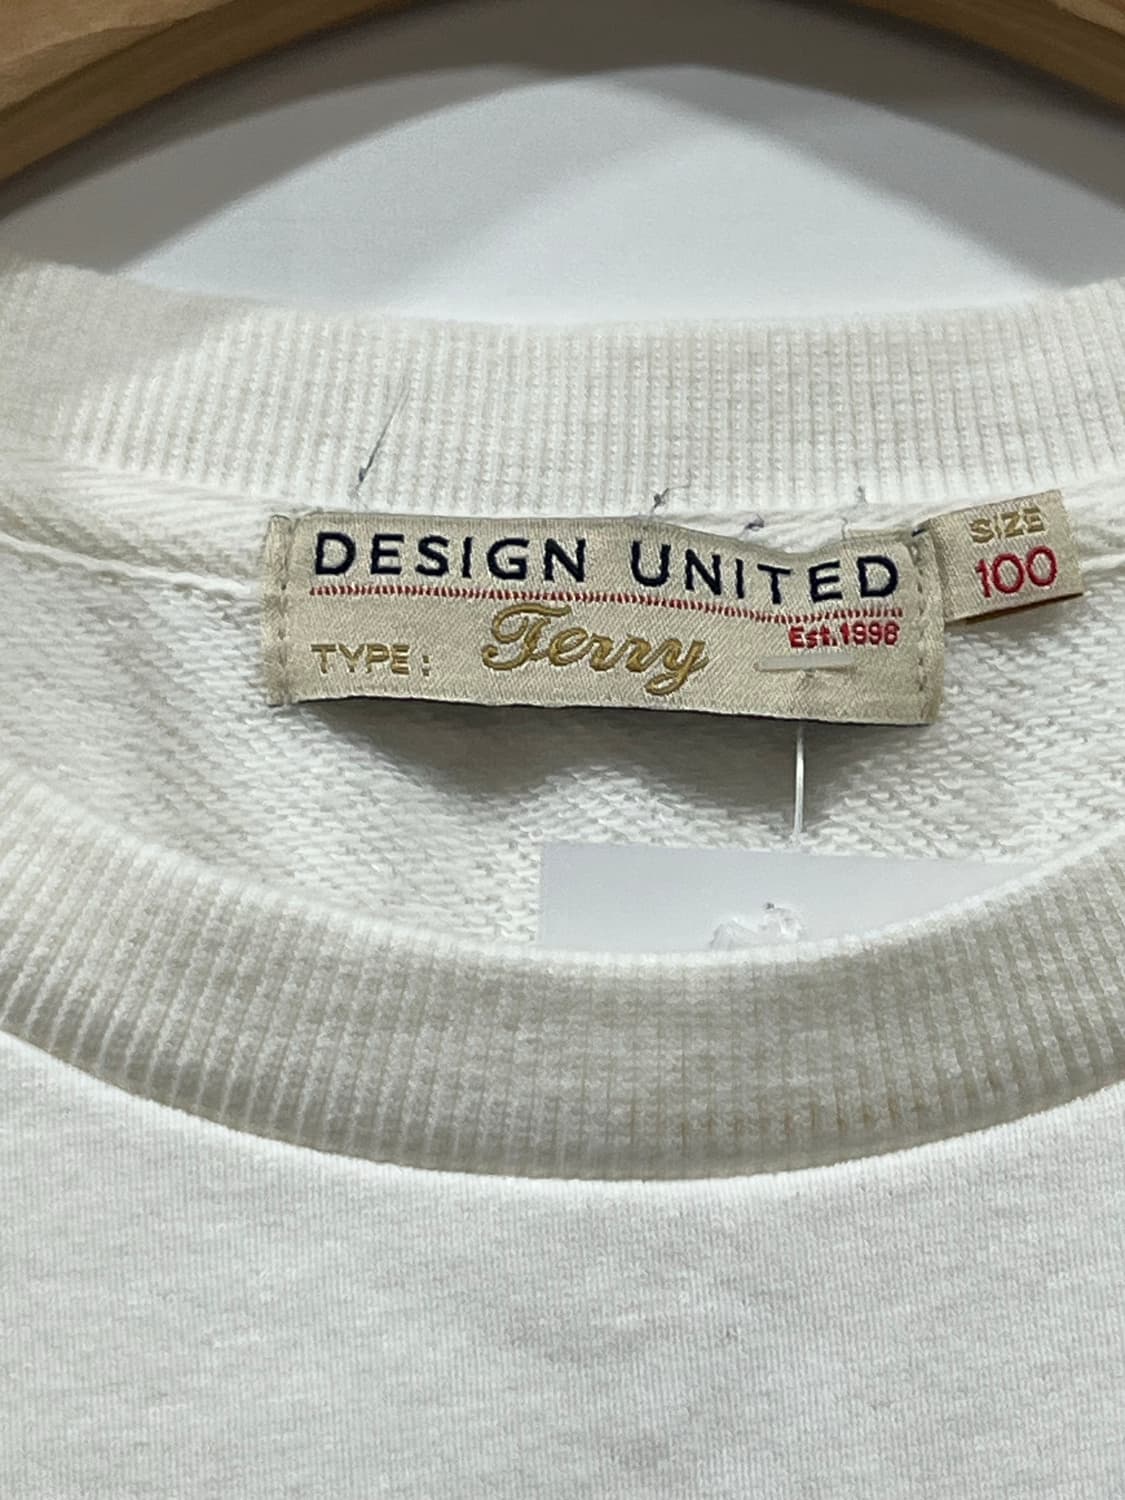 DESIGN UNITED
Est.1998
TYPE: Terry
SIZE
100